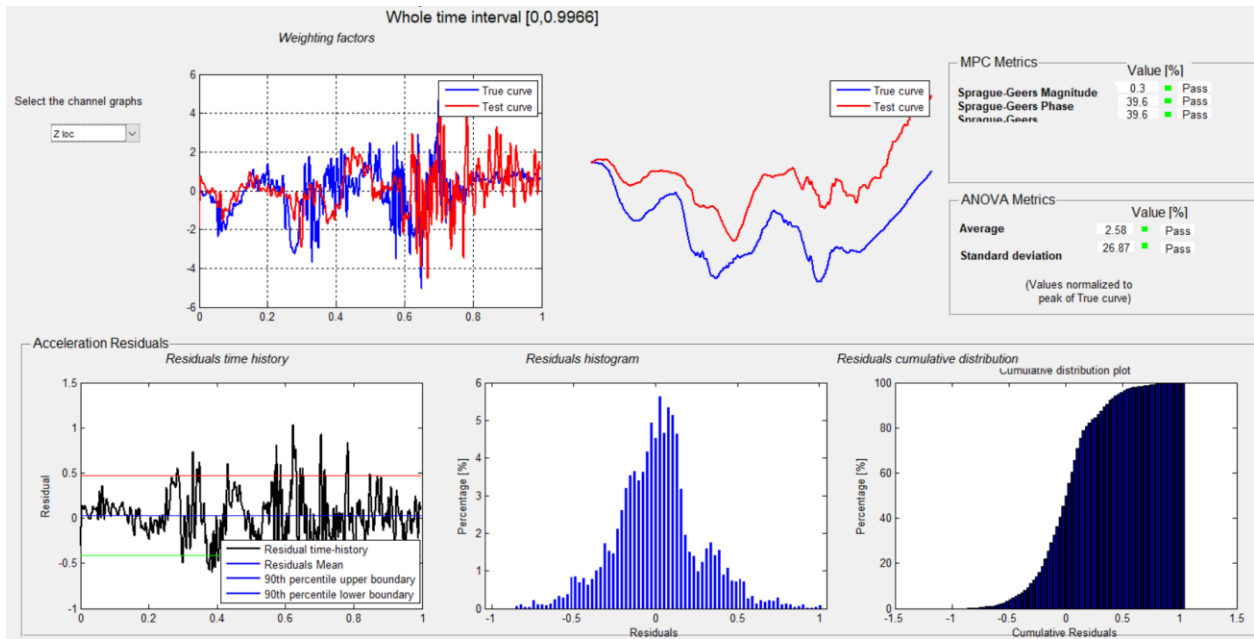 Whole time interval [0,0.9966]
Weighting factors
Select the channel graphs
Z loc
True curve
Test curve
6
4
2
0
-2
-4
-6
0 0.2 0.4 0.6 0.8 1
True curve
Test curve
MPC Metrics
Value [%]
Sprague-Geers Magnitude 0.3 Pass
Sprague-Geers Phase 39.6 Pass
Sprague-Geers 39.6 Pass
ANOVA Metrics
Value [%]
Average 2.58 Pass
Standard deviation 26.87 Pass
(Values normalized to
peak of True curve)
Acceleration Residuals
Residuals time history
1.5
1
0.5
0
-0.5
-1
Residual
0 0.2 0.4 0.6 0.8 1
Residual time-history
Residuals Mean
90th percentile upper boundary
90th percentile lower boundary
Residuals histogram
6
5
4
3
2
1
0
Percentage [%]
-1 -0.5 0 0.5 1
Residuals
Residuals cumulative distribution
Cumulative distribution plot
100
80
60
40
20
0
Percentage [%]
-1.5 -1 -0.5 0 0.5 1 1.5
Cumulative Residuals